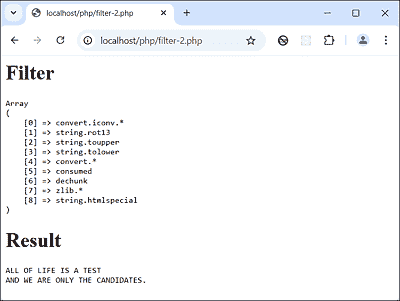 localhost/php/filter-2.php
localhost/php/filter-2.php
Filter
Array
(
[0] => convert.iconv.*
[1] => string.rot13
[2] => string.toupper
[3] => string.tolower
[4] => convert.*
[5] => consumed
[6] => dechunk
[7] => zlib.*
[8] => string.htmlspecial
)
Result
ALL OF LIFE IS A TEST
AND WE ARE ONLY THE CANDIDATES.